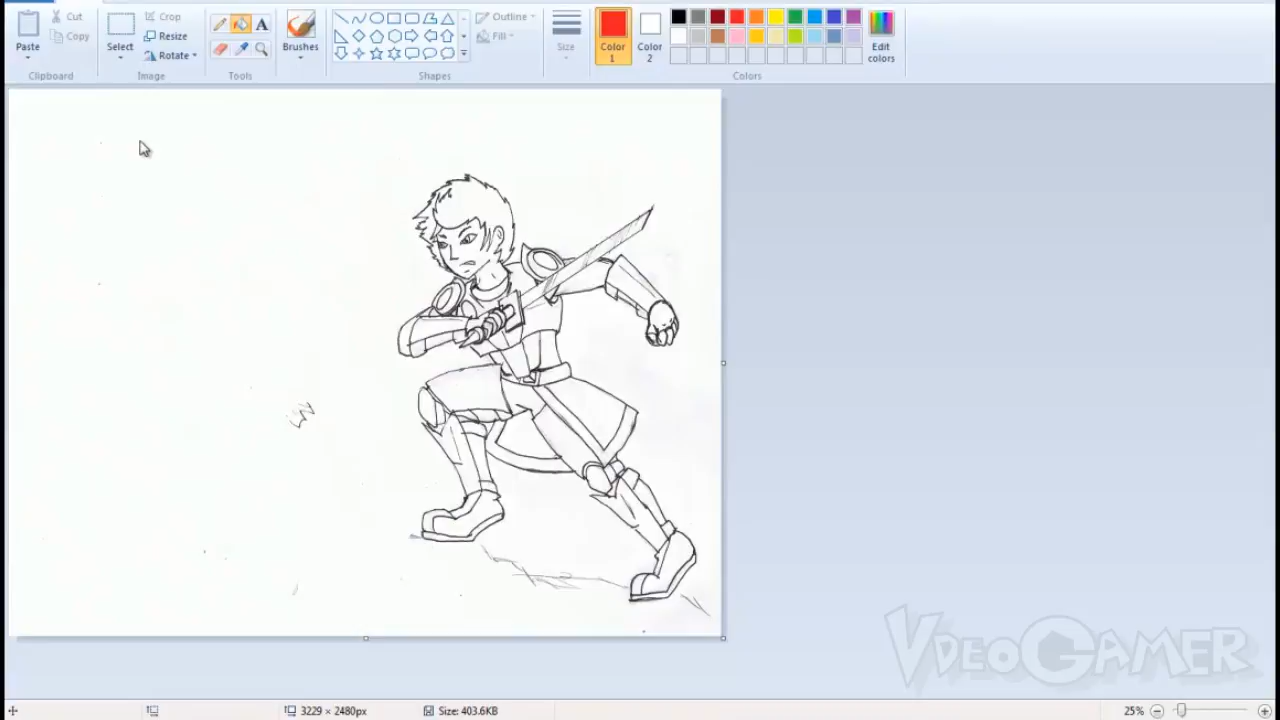 Cut
Copy
Paste
Clipboard
Select
Crop
Resize
Rotate
Image
A
Tools
Brushes
Shapes
Outline
Fill
Size
Color
1
Color
2
Colors
Edit
colors
VDEOGAMER
3229 × 2480px
Size: 403.6KB
25%